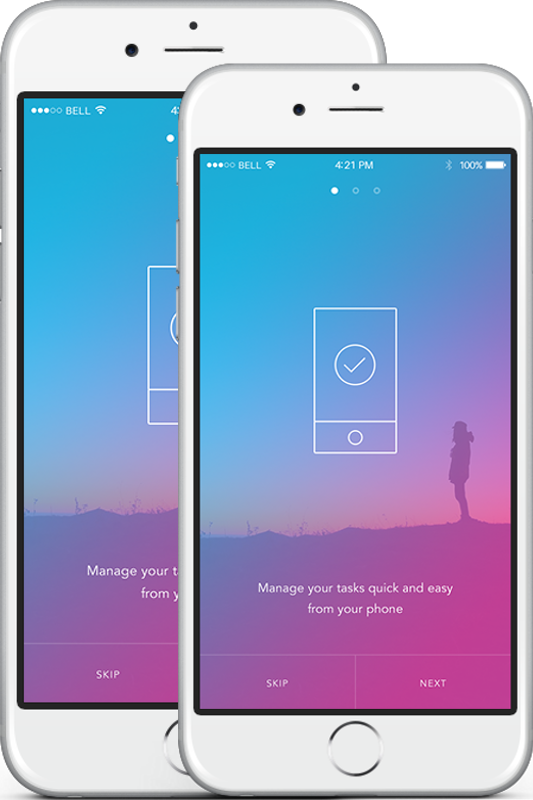 BELL
4:
Manage your ta
from y
SKIP
BELL 4:21 PM 100%
Manage your tasks quick and easy
from your phone
SKIP NEXT